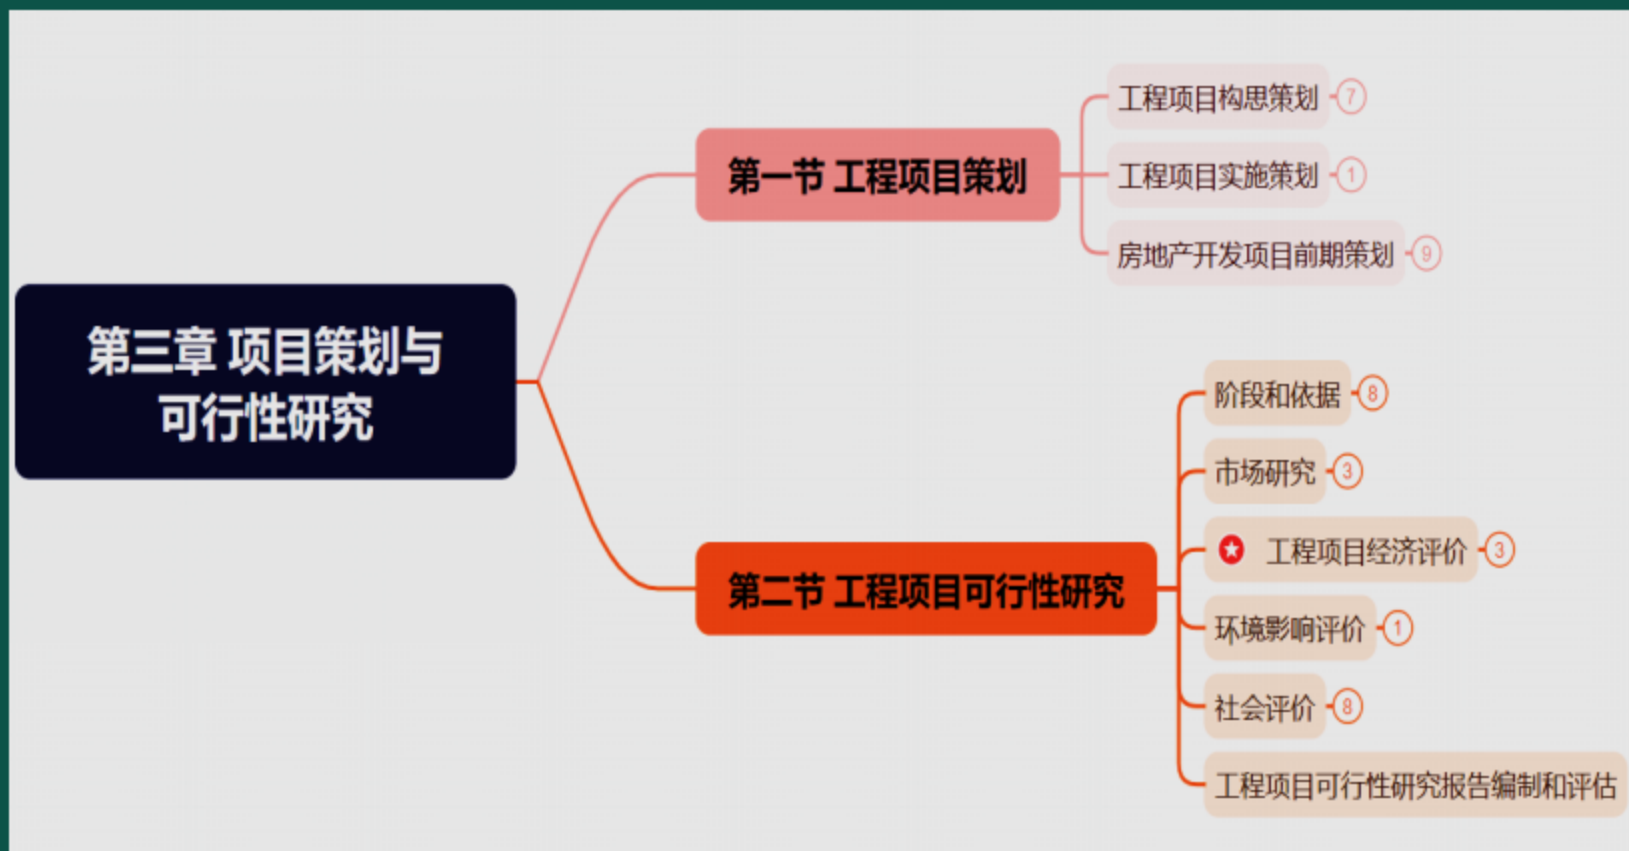 第三章 项目策划与
可行性研究
第一节 工程项目策划
工程项目构思策划 7
工程项目实施策划 1
房地产开发项目前期策划 9
第二节 工程项目可行性研究
阶段和依据 8
市场研究 3
工程项目经济评价 3
环境影响评价 1
社会评价 8
工程项目可行性研究报告编制和评估